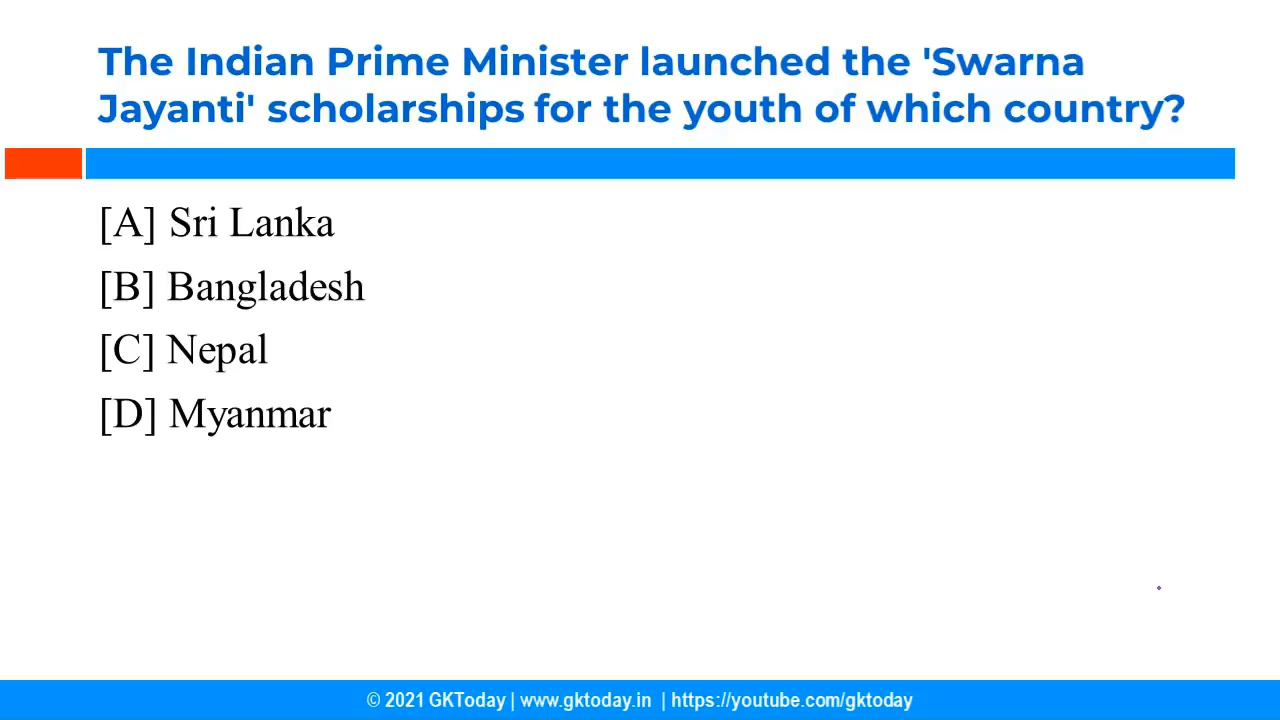 The Indian Prime Minister launched the 'Swarna
Jayanti' scholarships for the youth of which country?
[A] Sri Lanka
[B] Bangladesh
[C] Nepal
[D] Myanmar
© 2021 GKToday | www.gktoday.in | https://youtube.com/gktoday